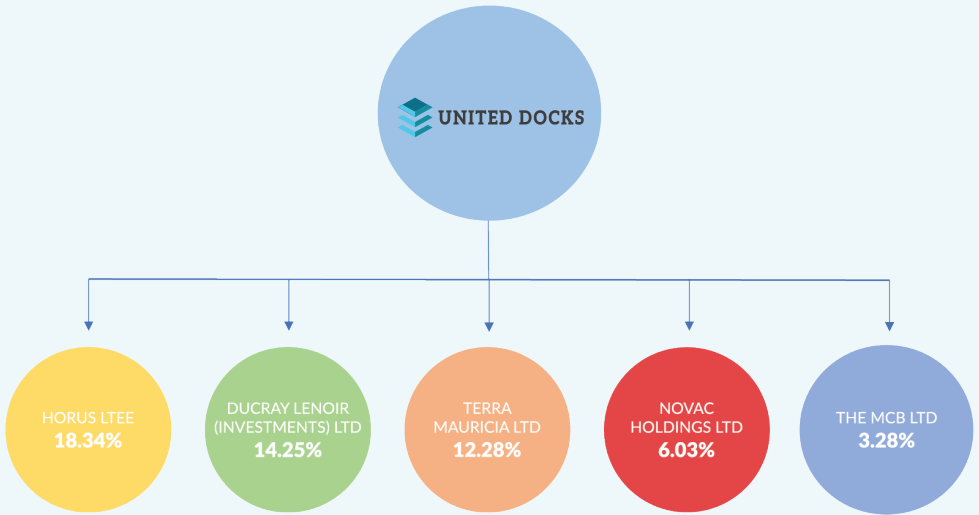 UNITED DOCKS
HORUS LTEE
18.34%
DUCRAY LENOIR
(INVESTMENTS) LTD
14.25%
TERRA
MAURICIA LTD
12.28%
NOVAC
HOLDINGS LTD
6.03%
THE MCB LTD
3.28%